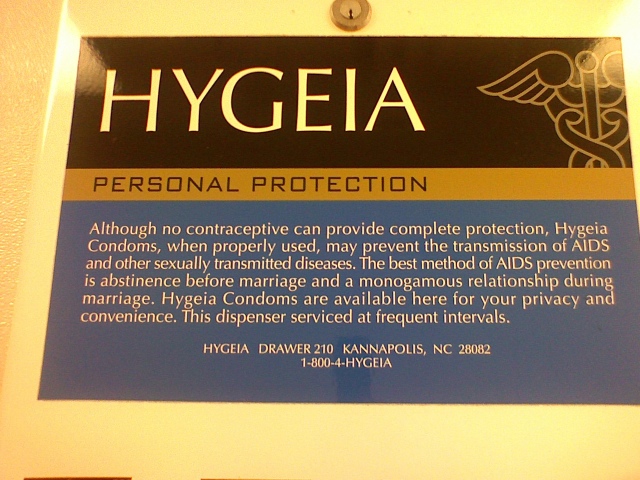 HYGEIA
PERSONAL PROTECTION
Although no contraceptive can provide complete protection, Hygeia
Condoms, when properly used, may prevent the transmission of AIDS
and other sexually transmitted diseases. The best method of AIDS prevention
is abstinence before marriage and a monogamous relationship during
marriage. Hygeia Condoms are available here for your privacy and
convenience. This dispenser serviced at frequent intervals.
HYGEIA DRAWER 210 KANNAPOLIS, NC 28082
1-800-4-HYGEIA